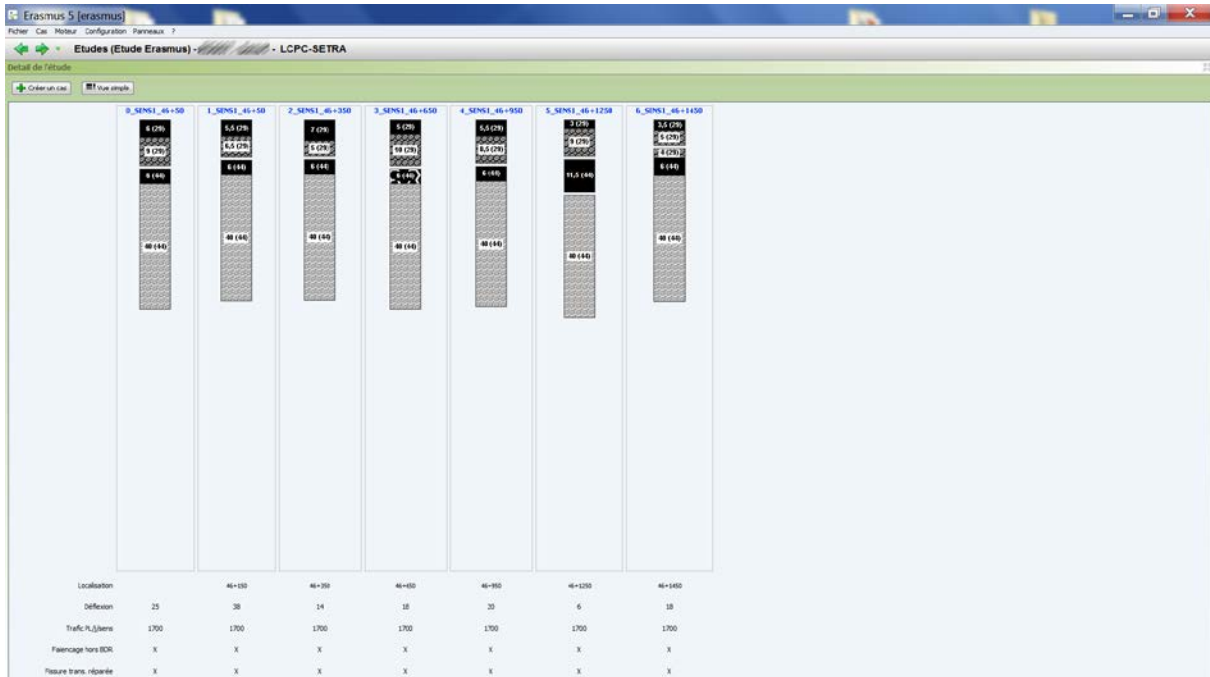 Erasmus 5 [erasmus]
Fichier Cas Moteur Configuration Panneaux ?
Etudes (Etude Erasmus) - - LCPC-SETRA
Detail de l'étude
Créer un cas Vue simple
0_SENS1_46+50 1_SENS1_46+50 2_SENS1_46+350 3_SENS1_46+650 4_SENS1_46+950 5_SENS1_46+1250 6_SENS1_46+1450
6 (29) 5,5 (29) 7 (29) 5 (29) 5,5 (29) 3 (29) 3,5 (29)
9 (29) 6,5 (29) 5 (29) 10 (29) 8,5 (29) 9 (29) 5 (29)
4 (29)
8 (44) 6 (44) 6 (44) 6 (44) 6 (44) 11,5 (44) 6 (44)
40 (44) 40 (44) 40 (44) 40 (44) 40 (44) 40 (44) 40 (44)
Localisation 46+150 46+350 46+650 46+950 46+1250 46+1450
Déflexion 25 38 14 18 20 6 18
Trafic PL/j/sens 1700 1700 1700 1700 1700 1700 1700
Faiencage hors BDR X X X X X X X
Fissure trans. réparée X X X X X X X